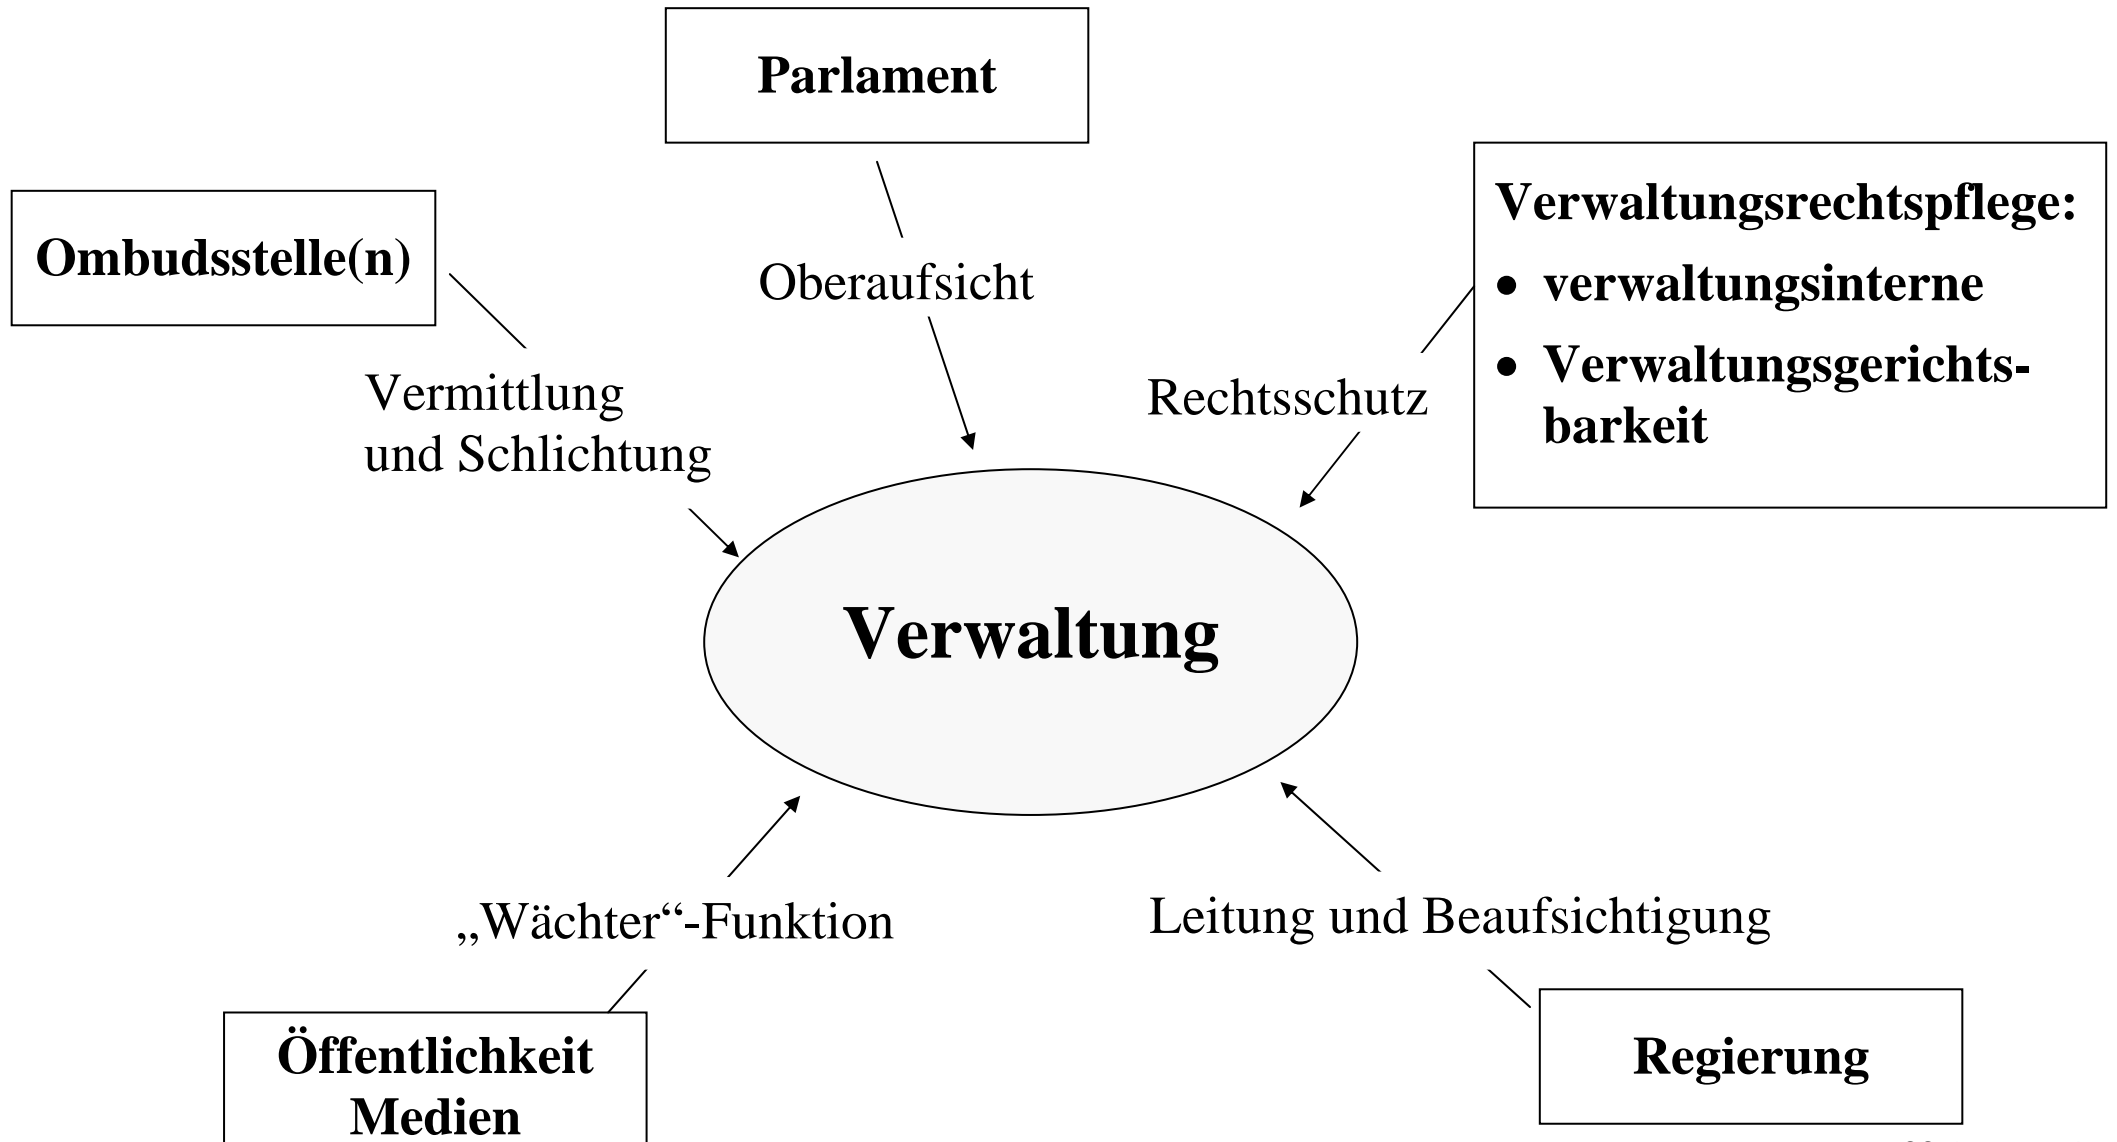 Parlament
Ombudsstelle(n)
Verwaltungsrechtspflege:
• verwaltungsinterne
• Verwaltungsgerichts-
barkeit
Oberaufsicht
Vermittlung
und Schlichtung
Rechtsschutz
Verwaltung
„Wächter“-Funktion
Leitung und Beaufsichtigung
Öffentlichkeit
Medien
Regierung